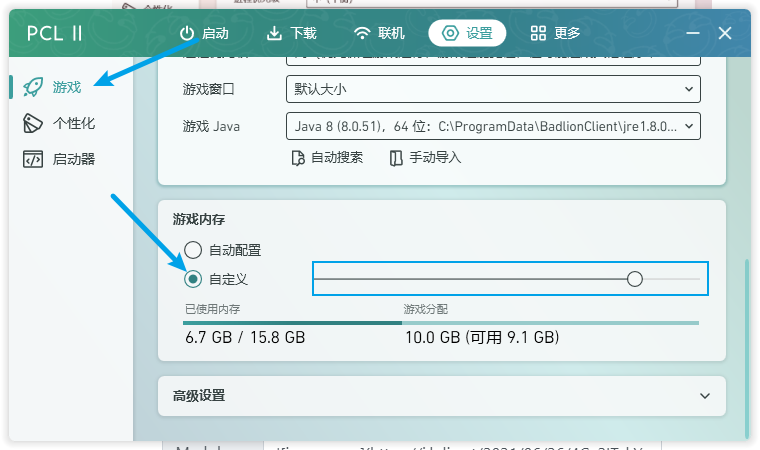 个性化
PCL II
启动
下载
联机
设置
更多
游戏
个性化
启动器
游戏窗口
默认大小
游戏 Java
Java 8 (8.0.51)，64 位：C:\ProgramData\BadlionClient\jre1.8.0...
自动搜索
手动导入
游戏内存
自动配置
自定义
已使用内存
游戏分配
6.7 GB / 15.8 GB
10.0 GB (可用 9.1 GB)
高级设置